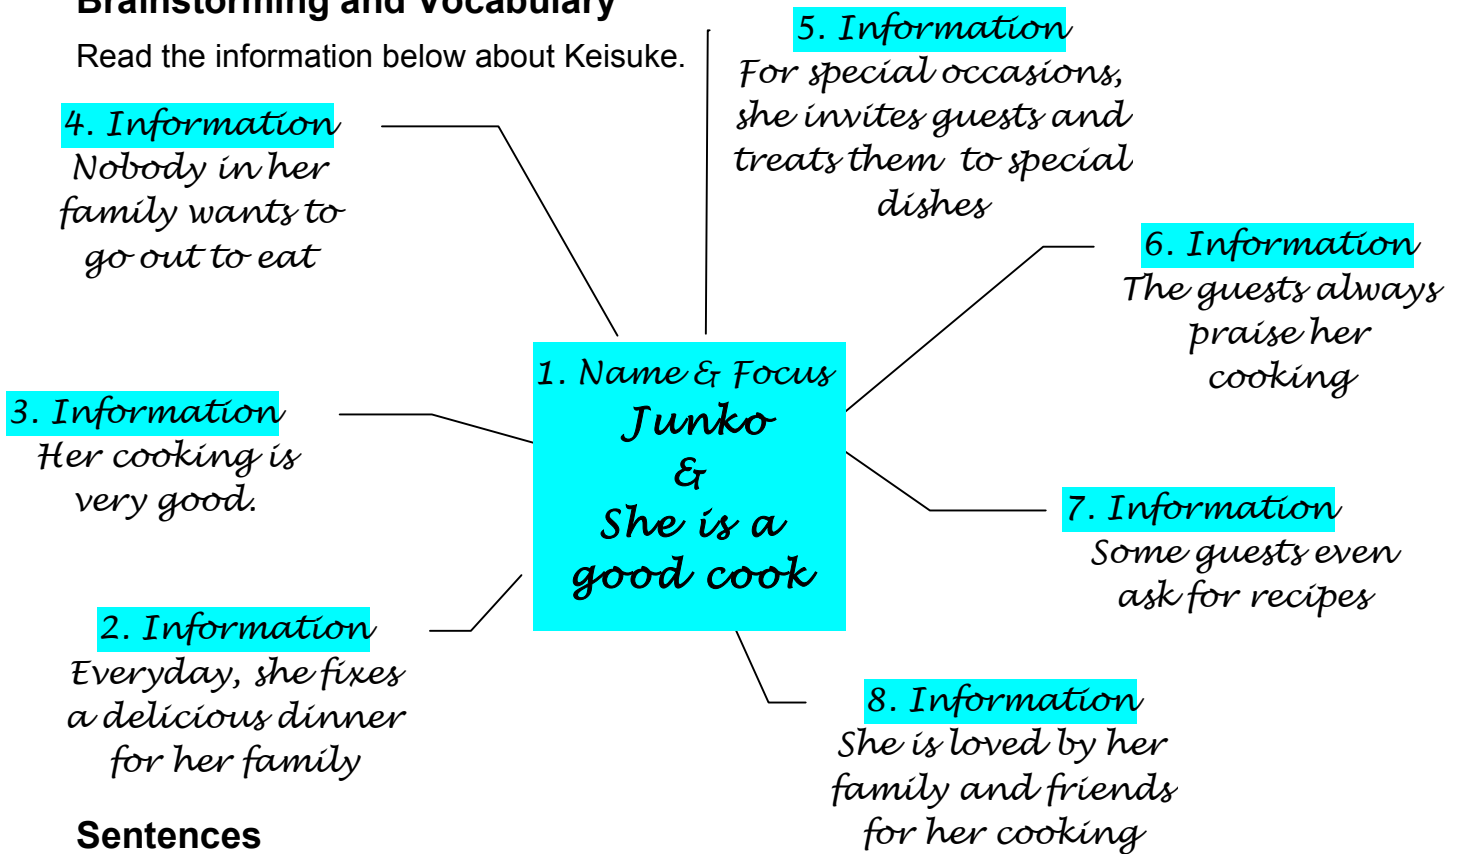 Brainstorming and Vocabulary
Read the information below about Keisuke.
5. Information
For special occasions,
she invites guests and
treats them to special
dishes
4. Information
Nobody in her
family wants to
go out to eat
6. Information
The guests always
praise her
cooking
1. Name & Focus
Junko
&
She is a
good cook
3. Information
Her cooking is
very good.
7. Information
Some guests even
ask for recipes
2. Information
Everyday, she fixes
a delicious dinner
for her family
8. Information
She is loved by her
family and friends
for her cooking
Sentences